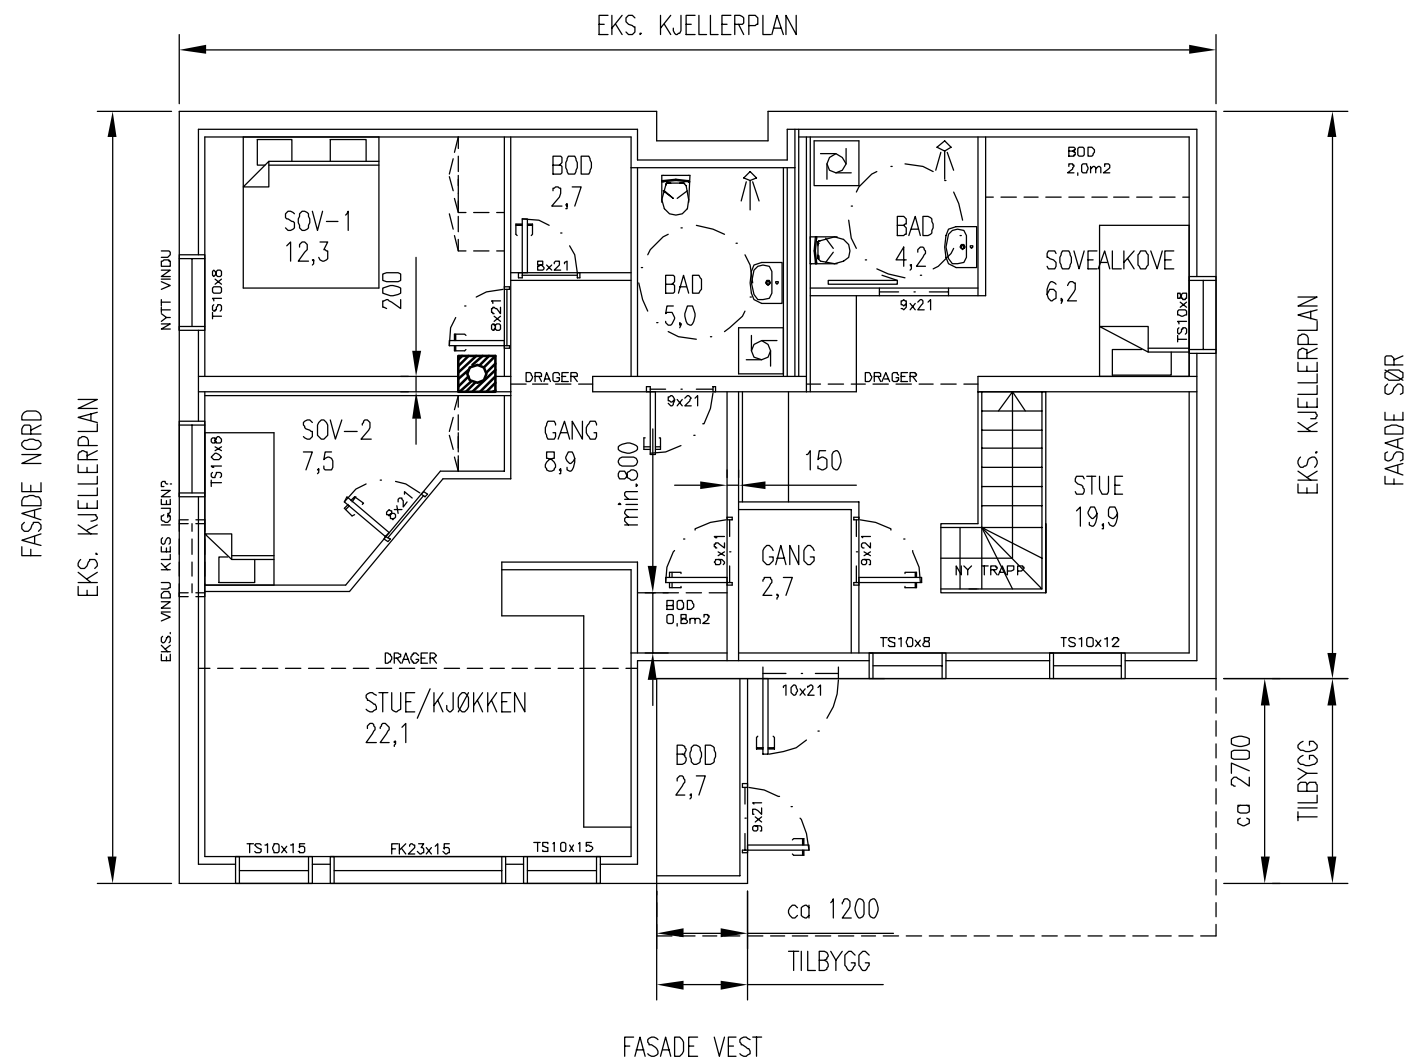 EKS. KJELLERPLAN
BOD
2,7
BOD
2,0m2
SOV-1
12,3
BAD
4,2
SOVEALKOVE
6,2
NYTT VINDU
TS10x8
200
8x21
8x21
BAD
5,0
9x21
TS10x8
EKS. KJELLERPLAN
FASADE SØR
DRAGER
DRAGER
9x21
FASADE NORD
EKS. KJELLERPLAN
SOV-2
7,5
TS10x8
GANG
8,9
min.800
150
STUE
19,9
8x21
EKS. VINDU KLES IGJEN?
9x21
GANG
2,7
9x21
NY TRAPP
BOD
0,8m2
TS10x8
TS10x12
DRAGER
STUE/KJØKKEN
22,1
10x21
BOD
2,7
9x21
ca 2700
TILBYGG
TS10x15
FK23x15
TS10x15
ca 1200
TILBYGG
FASADE VEST